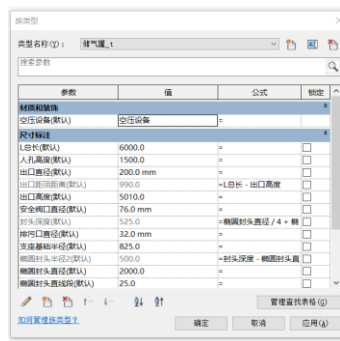 族类型
类型名称(Y): 储气罐_t
搜索参数
参数 值 公式 锁定
材质和装饰
空压设备(默认) 空压设备 =
尺寸标注
L总长(默认) 6000.0 =
人孔高度(默认) 1500.0 =
出口直径(默认) 200.0 mm =
出口距顶距离(默认) 990.0 =L总长 - 出口高度
出口高度(默认) 5010.0 =
安全阀口直径(默认) 76.0 mm =
封头深度(默认) 525.0 =椭圆封头直径 / 4 + 椭
排污口直径(默认) 32.0 mm =
支座基础半径(默认) 825.0 =
椭圆封头半径2(默认) 500.0 =封头深度 - 椭圆封头直
椭圆封头直径(默认) 2000.0 =
椭圆封头直线段(默认) 25.0 =
管理查找表格(G)
如何管理族类型?
确定 取消 应用(A)